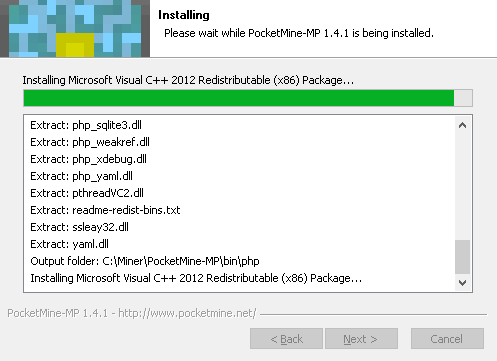 Installing
Please wait while PocketMine-MP 1.4.1 is being installed.
Installing Microsoft Visual C++ 2012 Redistributable (x86) Package...
Extract: php_sqlite3.dll
Extract: php_weakref.dll
Extract: php_xdebug.dll
Extract: php_yaml.dll
Extract: pthreadVC2.dll
Extract: readme-redist-bins.txt
Extract: ssleay32.dll
Extract: yaml.dll
Output folder: C:\Miner\PocketMine-MP\bin\php
Installing Microsoft Visual C++ 2012 Redistributable (x86) Package...
PocketMine-MP 1.4.1 - http://www.pocketmine.net/
< Back Next > Cancel